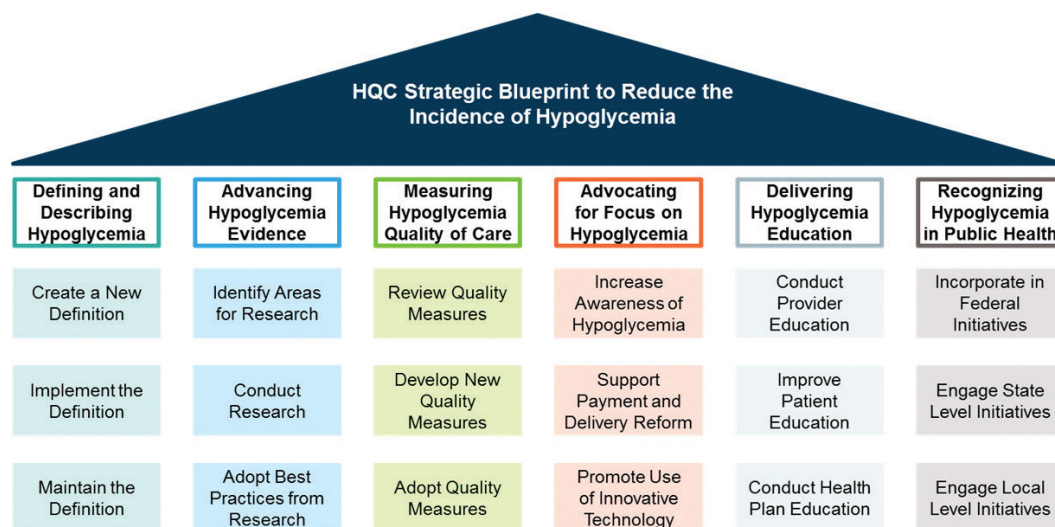 HQC Strategic Blueprint to Reduce the
Incidence of Hypoglycemia
Defining and
Describing
Hypoglycemia
Advancing
Hypoglycemia
Evidence
Measuring
Hypoglycemia
Quality of Care
Advocating
for Focus on
Hypoglycemia
Delivering
Hypoglycemia
Education
Recognizing
Hypoglycemia
in Public Health
Create a New
Definition
Identify Areas
for Research
Review Quality
Measures
Increase
Awareness of
Hypoglycemia
Conduct
Provider
Education
Incorporate in
Federal
Initiatives
Implement the
Definition
Conduct
Research
Develop New
Quality
Measures
Support
Payment and
Delivery Reform
Improve
Patient
Education
Engage State
Level Initiatives
Maintain the
Definition
Adopt Best
Practices from
Research
Adopt Quality
Measures
Promote Use
of Innovative
Technology
Conduct Health
Plan Education
Engage Local
Level Initiatives